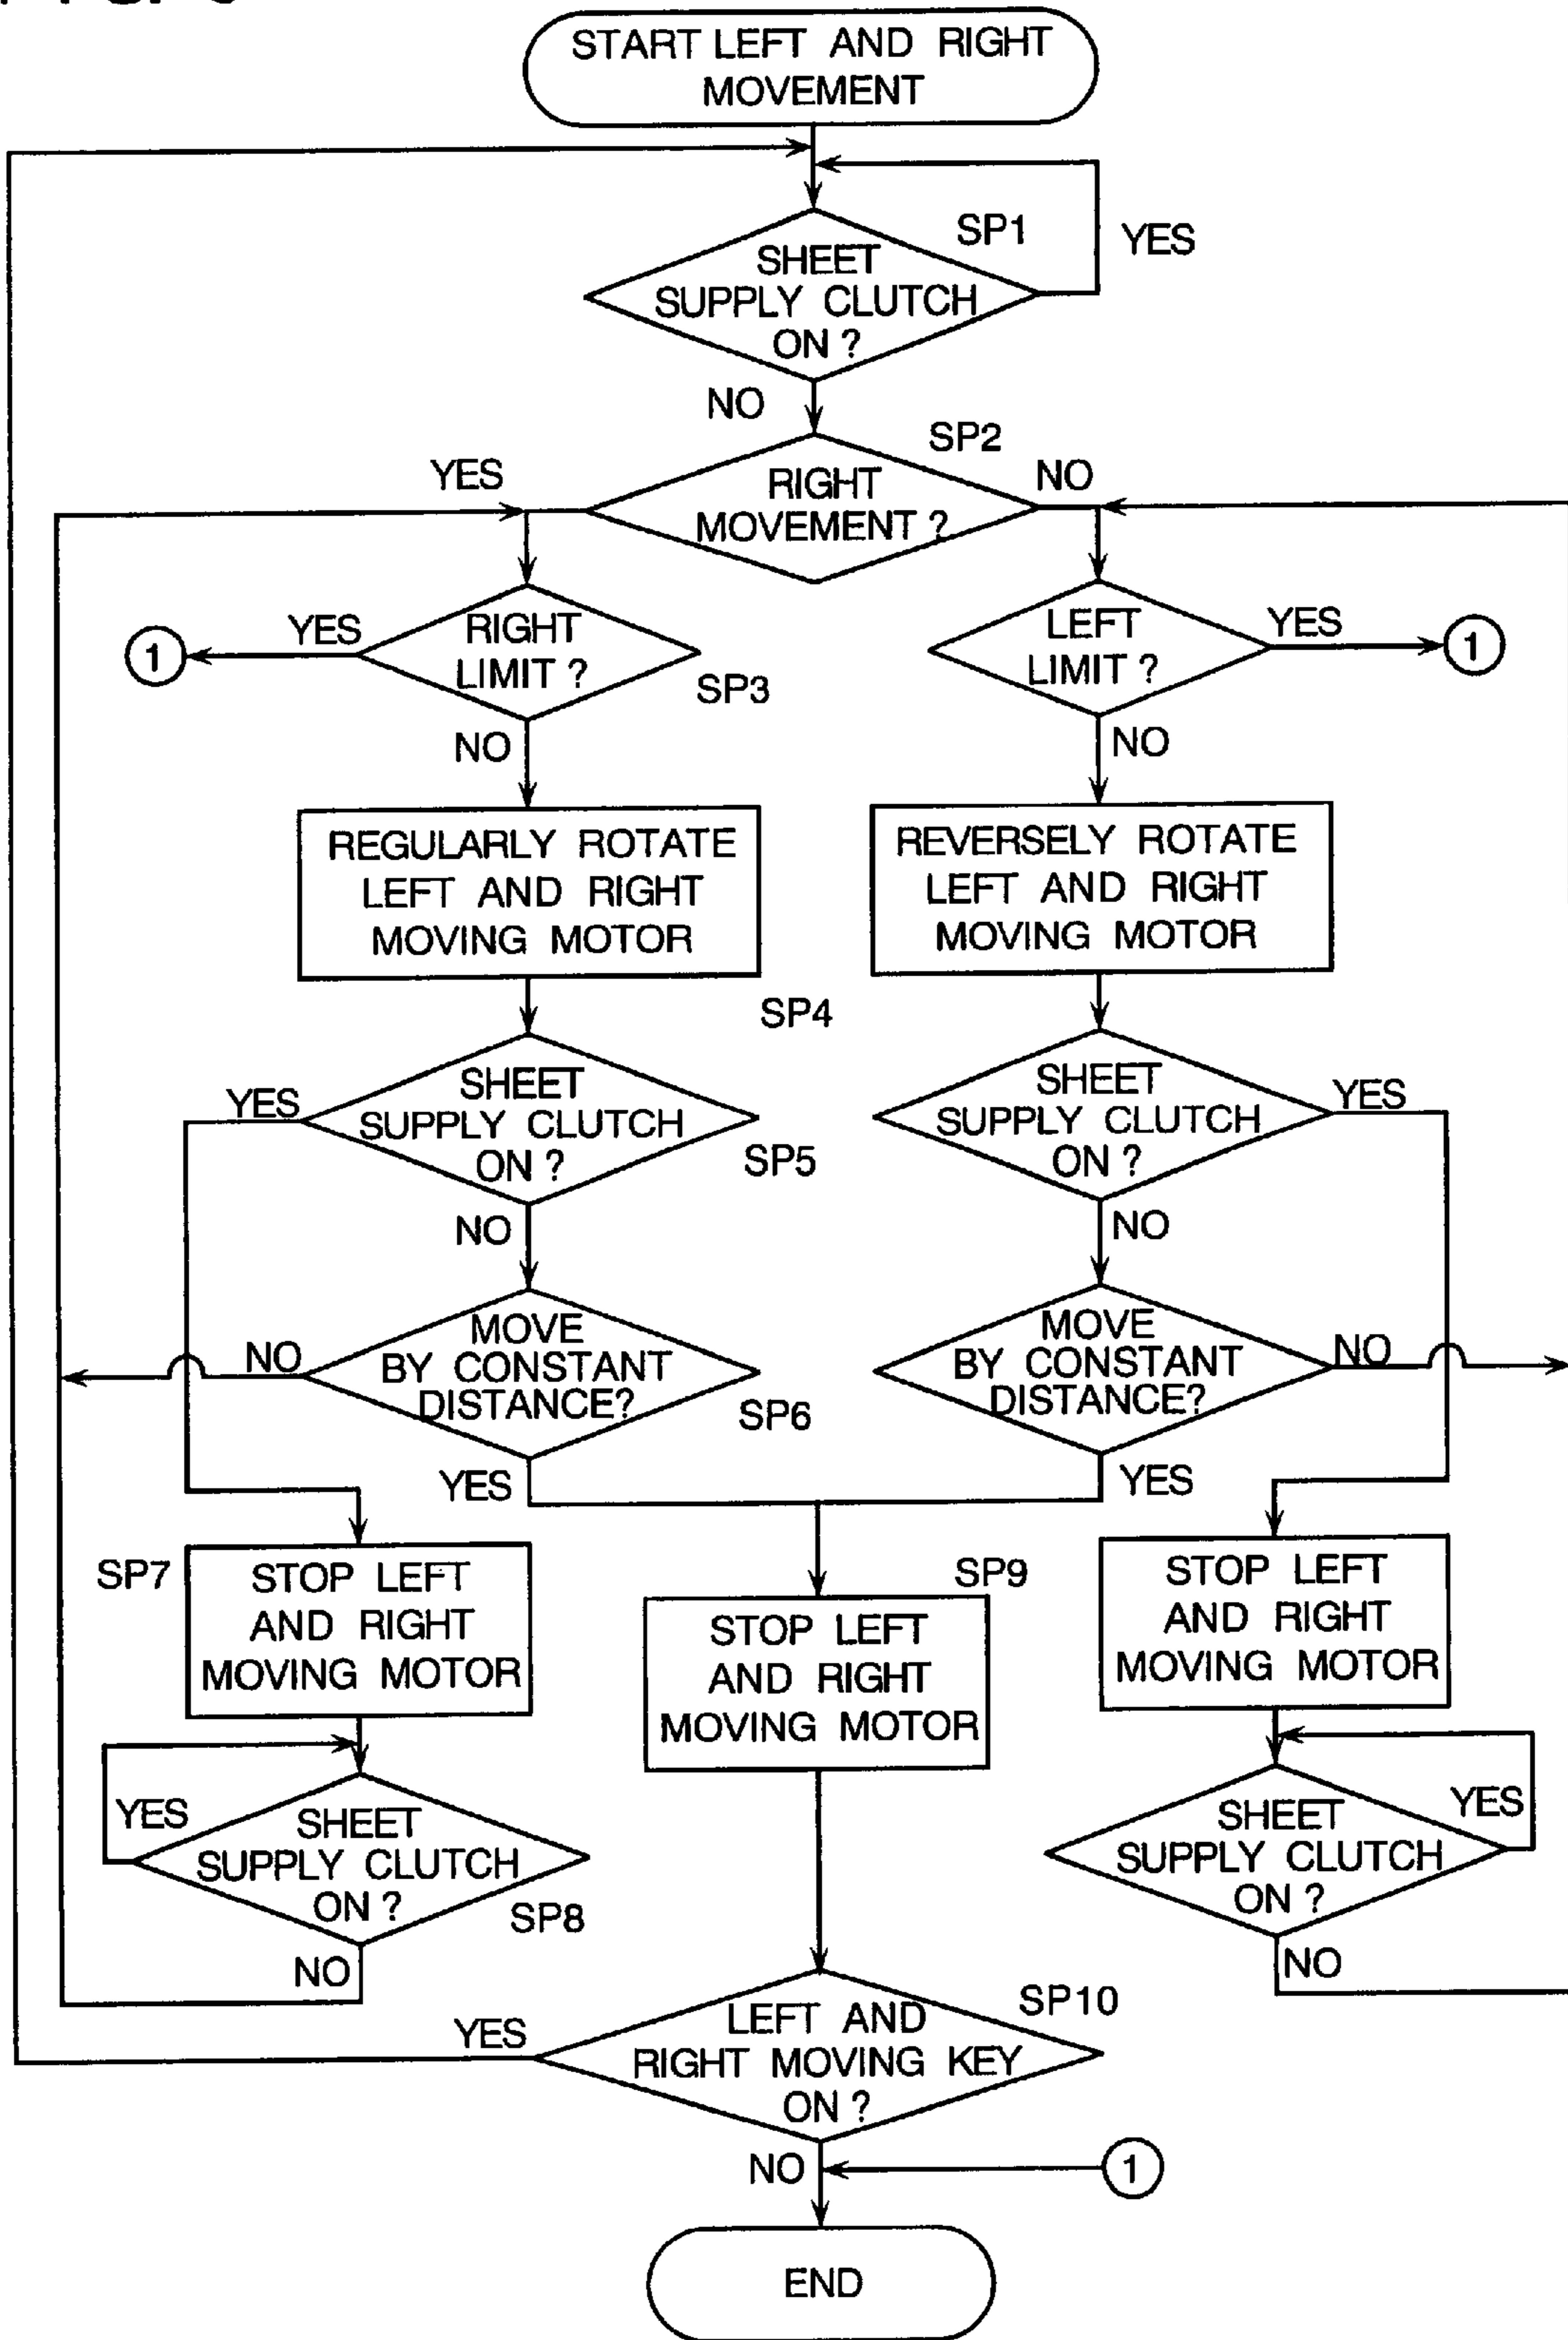 START LEFT AND RIGHT
MOVEMENT
SP1
YES
SHEET
SUPPLY CLUTCH
ON ?
NO
SP2
YES
RIGHT
MOVEMENT ?
NO
YES
RIGHT
LIMIT ?
SP3
1
LEFT
LIMIT ?
YES
1
NO
NO
REGULARLY ROTATE
LEFT AND RIGHT
MOVING MOTOR
REVERSELY ROTATE
LEFT AND RIGHT
MOVING MOTOR
SP4
YES
SHEET
SUPPLY CLUTCH
ON ?
SP5
SHEET
SUPPLY CLUTCH
ON ?
YES
NO
NO
NO
MOVE
BY CONSTANT
DISTANCE?
SP6
MOVE
BY CONSTANT
DISTANCE?
NO
YES
YES
SP7
STOP LEFT
AND RIGHT
MOVING MOTOR
SP9
STOP LEFT
AND RIGHT
MOVING MOTOR
STOP LEFT
AND RIGHT
MOVING MOTOR
YES
SHEET
SUPPLY CLUTCH
ON ?
SP8
NO
SHEET
SUPPLY CLUTCH
ON ?
YES
NO
YES
LEFT AND
RIGHT MOVING KEY
ON ?
SP10
NO
1
END